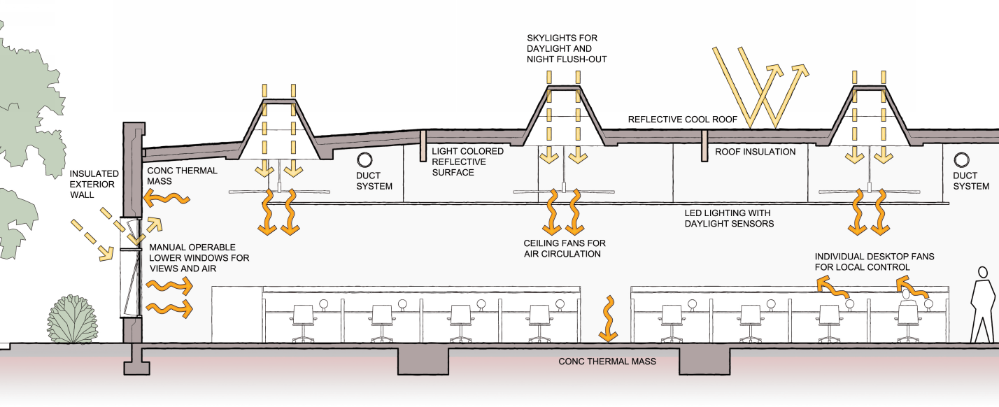 SKYLIGHTS FOR
DAYLIGHT AND
NIGHT FLUSH-OUT
REFLECTIVE COOL ROOF
LIGHT COLORED
REFLECTIVE
SURFACE
ROOF INSULATION
INSULATED
EXTERIOR
WALL
CONC THERMAL
MASS
DUCT
SYSTEM
DUCT
SYSTEM
LED LIGHTING WITH
DAYLIGHT SENSORS
MANUAL OPERABLE
LOWER WINDOWS FOR
VIEWS AND AIR
CEILING FANS FOR
AIR CIRCULATION
INDIVIDUAL DESKTOP FANS
FOR LOCAL CONTROL
CONC THERMAL MASS